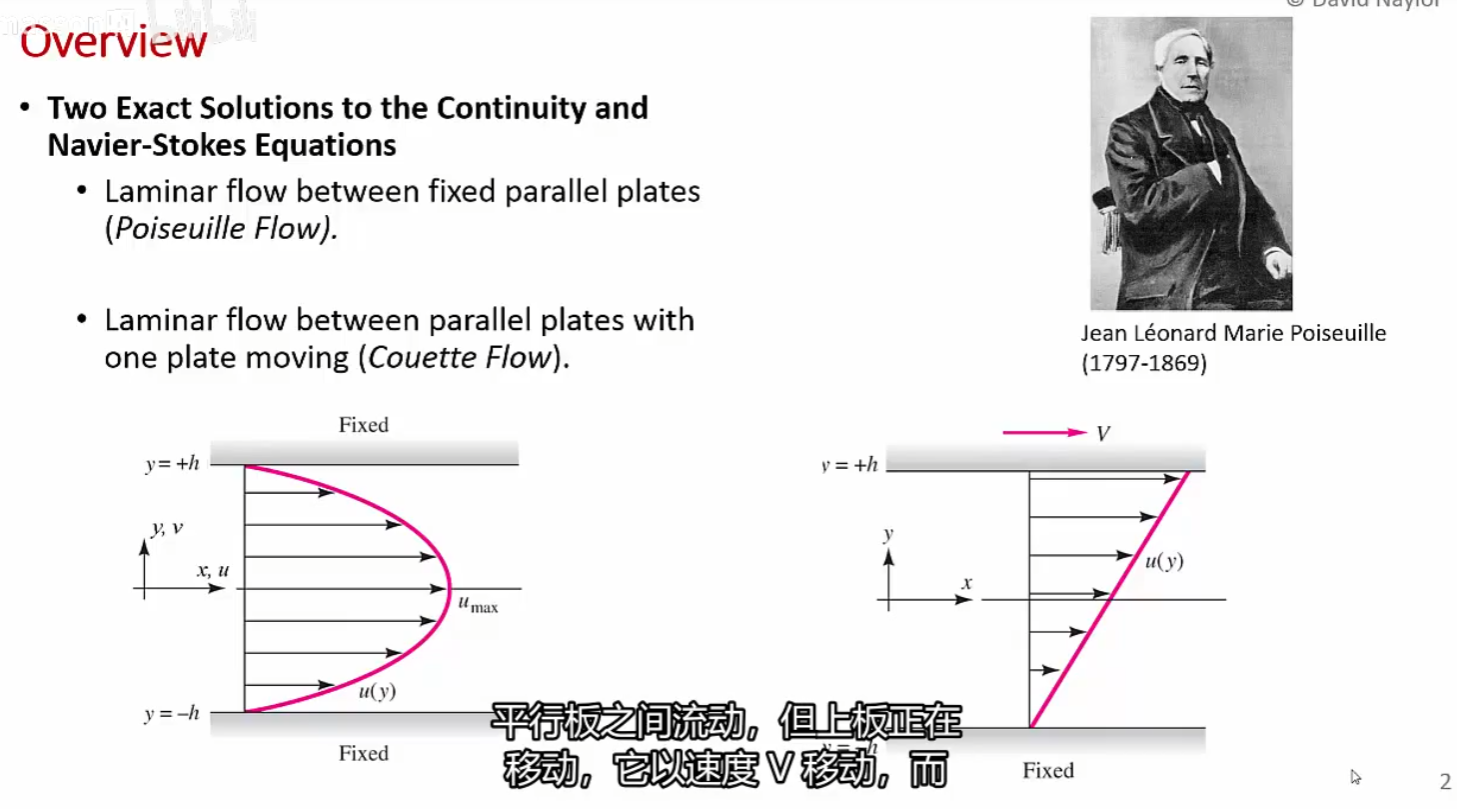 © David Naylor
Overview
• Two Exact Solutions to the Continuity and
Navier-Stokes Equations
• Laminar flow between fixed parallel plates
(Poiseuille Flow).
• Laminar flow between parallel plates with
one plate moving (Couette Flow).
Jean Léonard Marie Poiseuille
(1797-1869)
Fixed
y = +h
y, v
x, u
u max
u(y)
y = –h
Fixed
V
y = +h
y
x
u(y)
y = –h
Fixed
平行板之间流动，但上板正在
移动，它以速度 V 移动，而
2